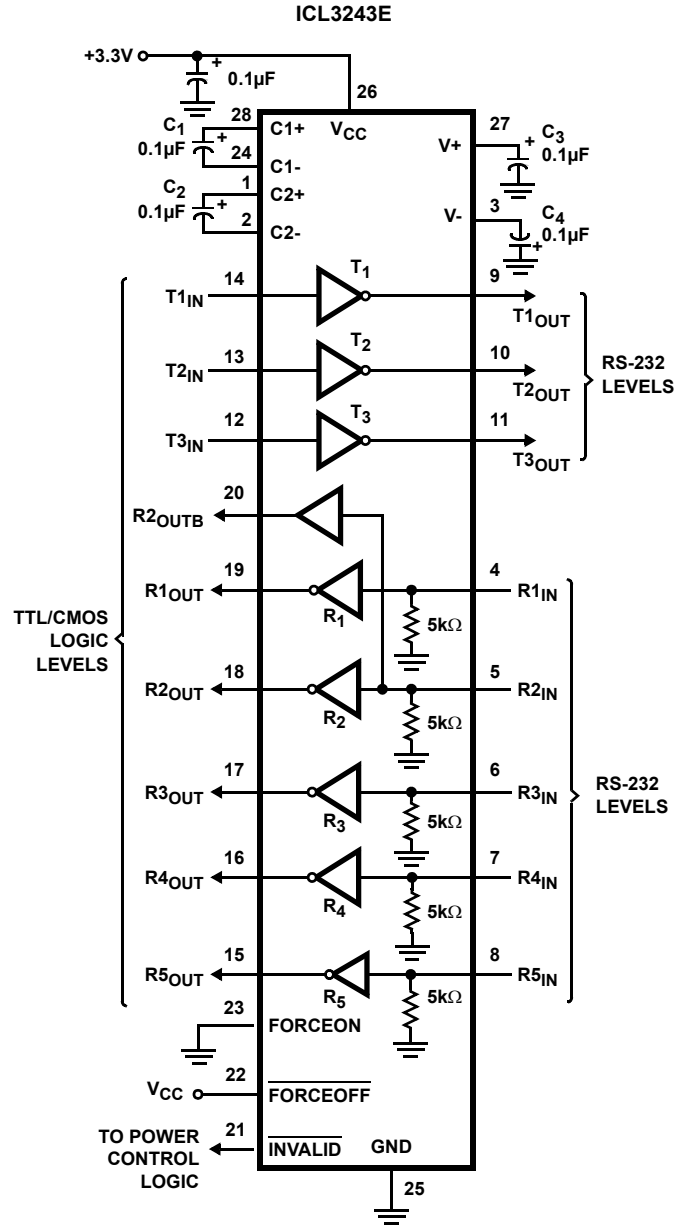 ICL3243E
+3.3V
+
0.1µF
26
28
C1+
VCC
27
C1
0.1µF
+
24
C1-
V+
+
C3
0.1µF
1
C2+
C2
0.1µF
+
2
C2-
3
V-
C4
0.1µF
+
T1IN
14
T1
9
T1OUT
T2IN
13
T2
10
T2OUT
RS-232
LEVELS
T3IN
12
T3
11
T3OUT
R2OUTB
20
R1OUT
19
R1
5kΩ
4
R1IN
TTL/CMOS
LOGIC
LEVELS
R2OUT
18
R2
5kΩ
5
R2IN
R3OUT
17
R3
5kΩ
6
R3IN
RS-232
LEVELS
R4OUT
16
R4
5kΩ
7
R4IN
R5OUT
15
R5
5kΩ
8
R5IN
23
FORCEON
VCC
22
FORCEOFF
TO POWER
CONTROL
LOGIC
21
INVALID
GND
25